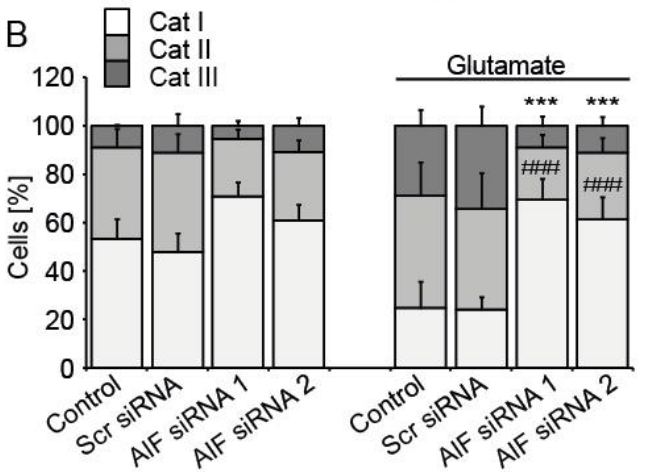 B
Cat I
Cat II
Cat III
Glutamate
120
100
80
60
40
20
0
Cells [%]
*** ***
###
###
Control
Scr siRNA
AIF siRNA 1
AIF siRNA 2
Control
Scr siRNA
AIF siRNA 1
AIF siRNA 2